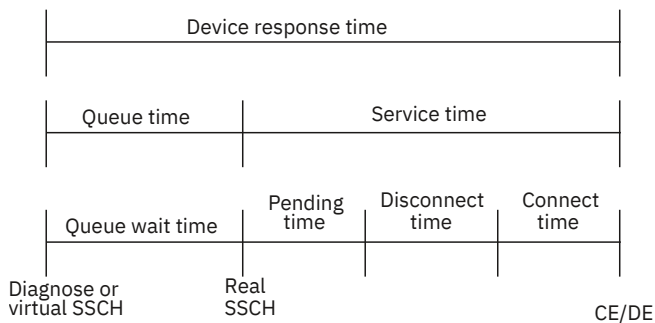 Device response time
Queue time
Service time
Queue wait time
Pending
time
Disconnect
time
Connect
time
Diagnose or
virtual SSCH
Real
SSCH
CE/DE